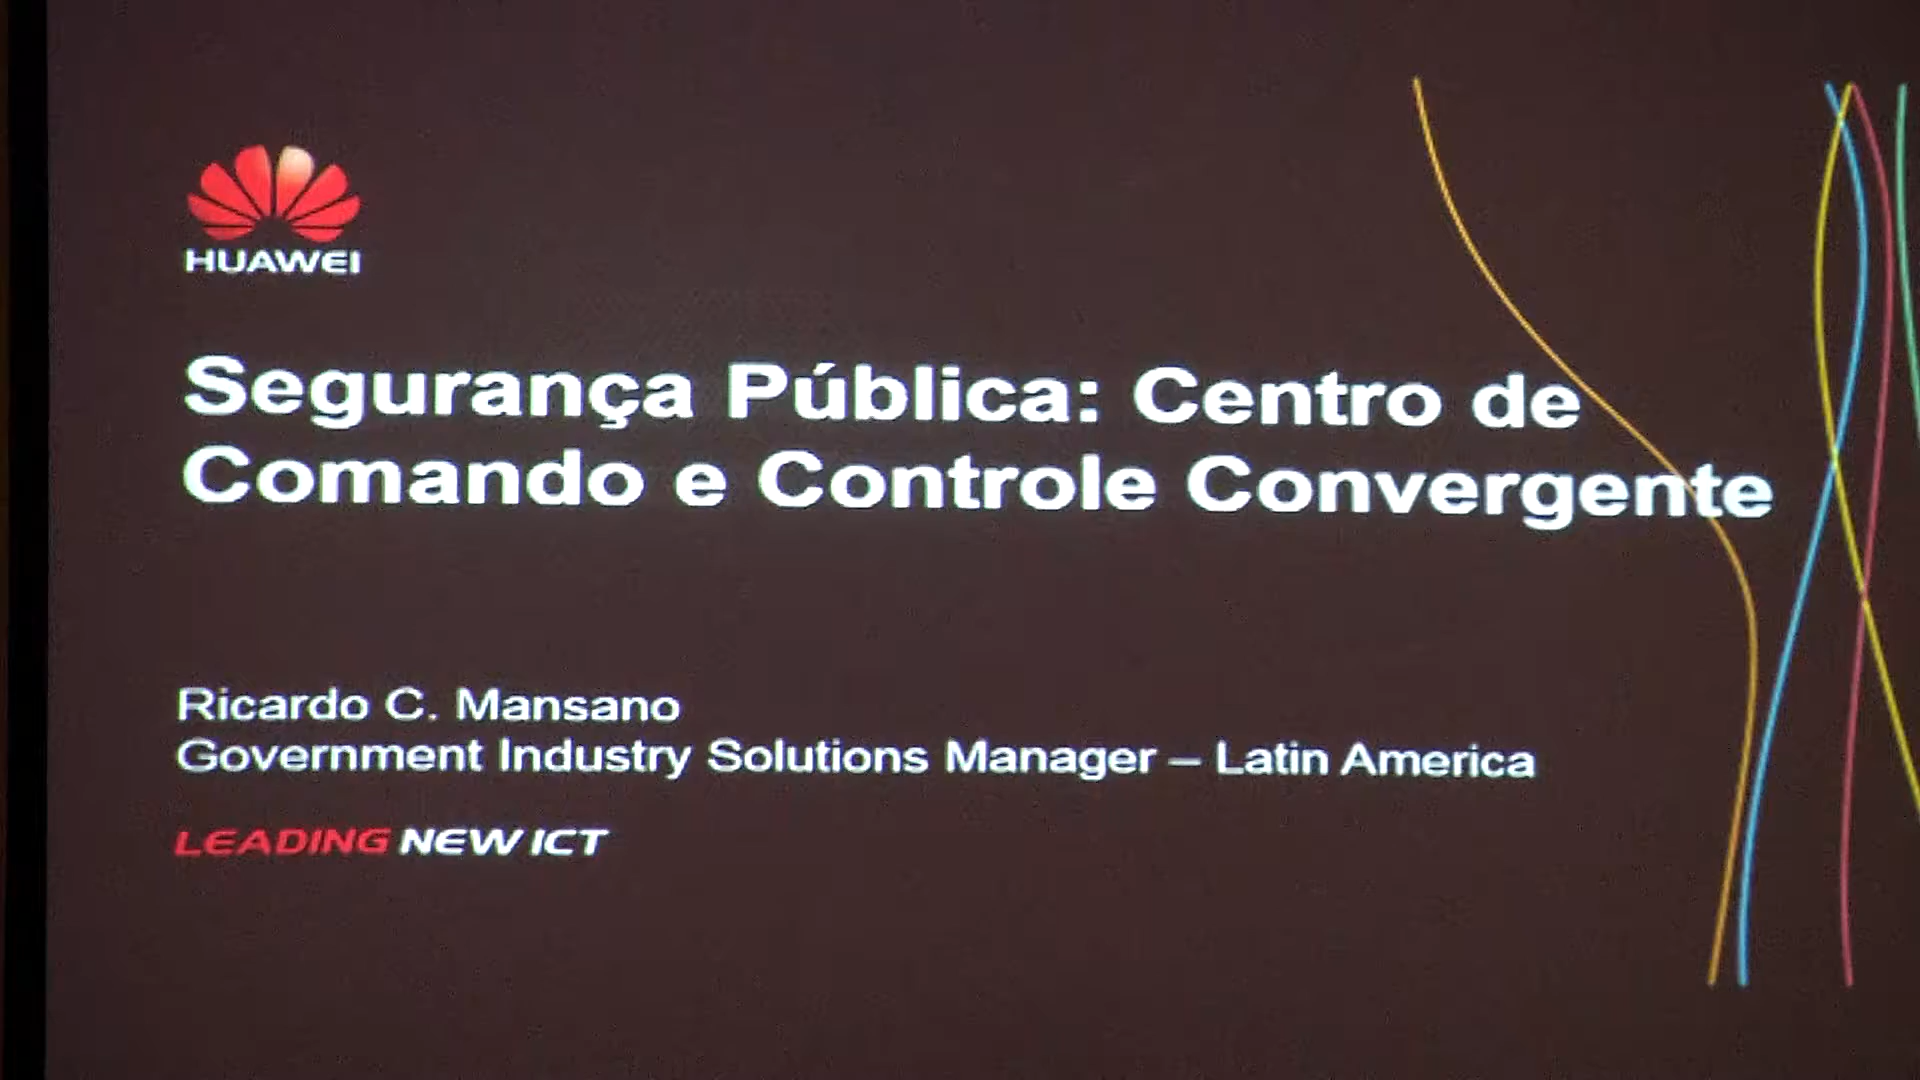 HUAWEI
Segurança Pública: Centro de
Comando e Controle Convergente
Ricardo C. Mansano
Government Industry Solutions Manager – Latin America
LEADING NEW ICT